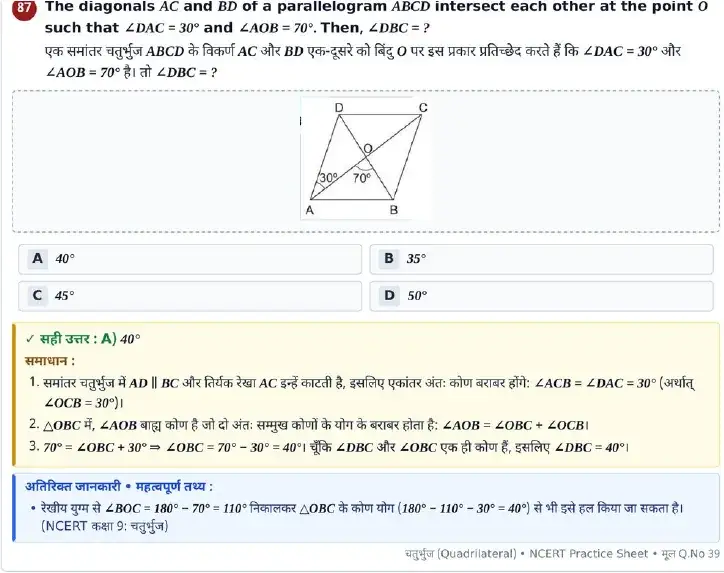 87 The diagonals AC and BD of a parallelogram ABCD intersect each other at the point O
such that ∠DAC = 30° and ∠AOB = 70°. Then, ∠DBC = ?
एक समांतर चतुर्भुज ABCD के विकर्ण AC और BD एक-दूसरे को बिंदु O पर इस प्रकार प्रतिच्छेद करते हैं कि ∠DAC = 30° और
∠AOB = 70° है। तो ∠DBC = ?
D C
O
30° 70°
A B
A 40°
B 35°
C 45°
D 50°
✓ सही उत्तर : A) 40°
समाधान :
1. समांतर चतुर्भुज में AD ∥ BC और तिर्यक रेखा AC इन्हें काटती है, इसलिए एकांतर अंतः कोण बराबर होंगे: ∠ACB = ∠DAC = 30° (अर्थात्
∠OCB = 30°)।
2. △OBC में, ∠AOB बाह्य कोण है जो दो अंतः सम्मुख कोणों के योग के बराबर होता है: ∠AOB = ∠OBC + ∠OCB।
3. 70° = ∠OBC + 30° ⇒ ∠OBC = 70° − 30° = 40°। चूँकि ∠DBC और ∠OBC एक ही कोण हैं, इसलिए ∠DBC = 40°।
अतिरिक्त जानकारी • महत्वपूर्ण तथ्य :
• रेखीय युग्म से ∠BOC = 180° − 70° = 110° निकालकर △OBC के कोण योग (180° − 110° − 30° = 40°) से भी इसे हल किया जा सकता है।
(NCERT कक्षा 9: चतुर्भुज)
चतुर्भुज (Quadrilateral) • NCERT Practice Sheet • मूल Q.No 39